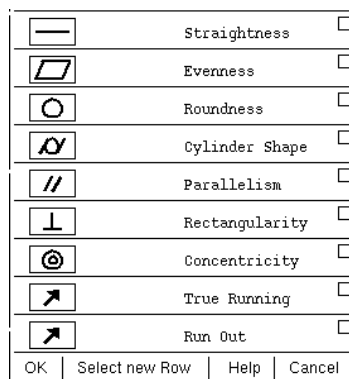 Straightness
Evenness
Roundness
Cylinder Shape
Parallelism
Rectangularity
Concentricity
True Running
Run Out
OK Select new Row Help Cancel